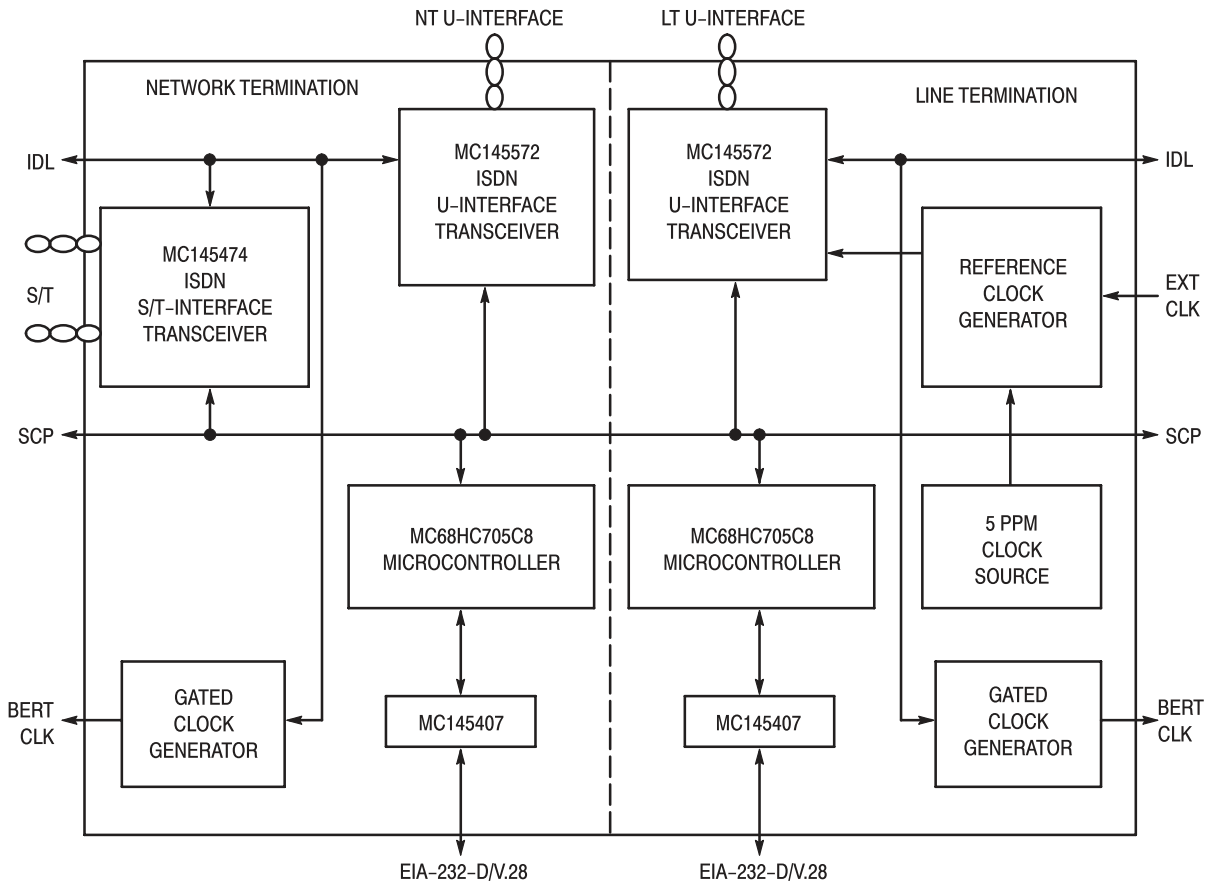 NT U–INTERFACE
LT U–INTERFACE
NETWORK TERMINATION
LINE TERMINATION
IDL
MC145572
ISDN
U–INTERFACE
TRANSCEIVER
MC145572
ISDN
U–INTERFACE
TRANSCEIVER
IDL
S/T
MC145474
ISDN
S/T–INTERFACE
TRANSCEIVER
REFERENCE
CLOCK
GENERATOR
EXT
CLK
SCP
SCP
MC68HC705C8
MICROCONTROLLER
MC68HC705C8
MICROCONTROLLER
5 PPM
CLOCK
SOURCE
BERT
CLK
GATED
CLOCK
GENERATOR
MC145407
MC145407
GATED
CLOCK
GENERATOR
BERT
CLK
EIA–232–D/V.28
EIA–232–D/V.28